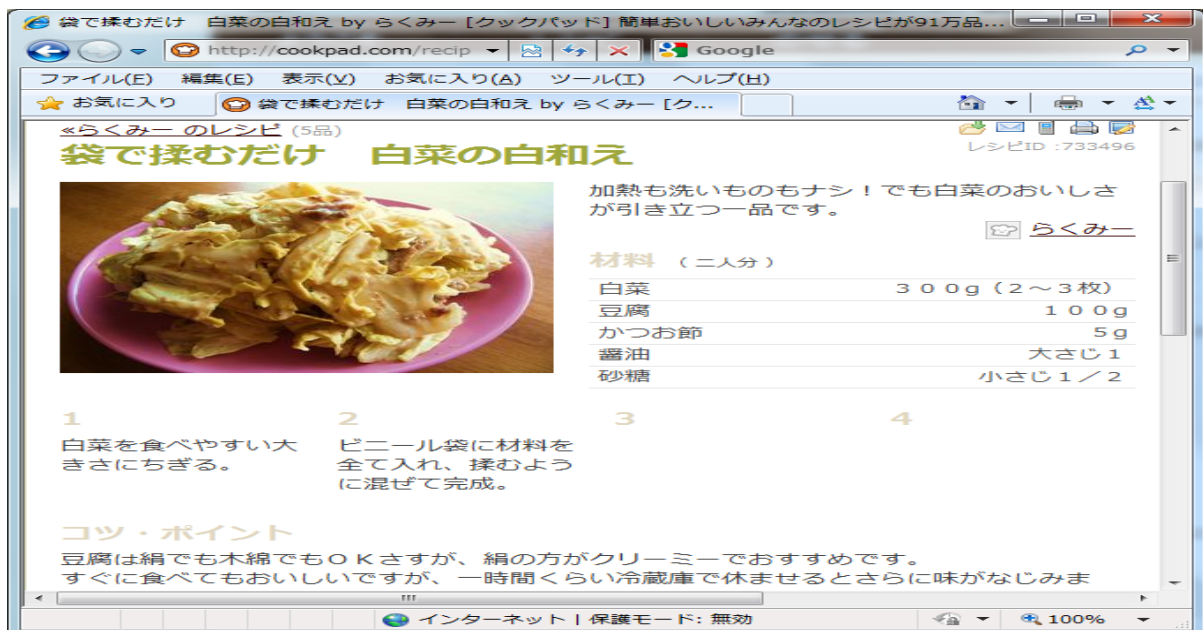 袋で揉むだけ　白菜の白和え by らくみー [クックパッド] 簡単おいしいみんなのレシピが91万品...
http://cookpad.com/recip
Google
ファイル(F) 編集(E) 表示(V) お気に入り(A) ツール(T) ヘルプ(H)
お気に入り
袋で揉むだけ　白菜の白和え by らくみー [ク...
«らくみー のレシピ (5品)
レシピID :733496
袋で揉むだけ　白菜の白和え
加熱も洗いものもナシ！でも白菜のおいしさ
が引き立つ一品です。
らくみー
材料 （二人分）
白菜 ３００g（２～３枚）
豆腐 １００g
かつお節 ５g
醤油 大さじ１
砂糖 小さじ１／２
1
2
3
4
白菜を食べやすい大
きさにちぎる。
ビニール袋に材料を
全て入れ、揉むよう
に混ぜて完成。
コツ・ポイント
豆腐は絹でも木綿でもＯＫさすが、絹の方がクリーミーでおすすめです。
すぐに食べてもおいしいですが、一時間くらい冷蔵庫で休ませるとさらに味がなじみま
インターネット | 保護モード: 無効
100%